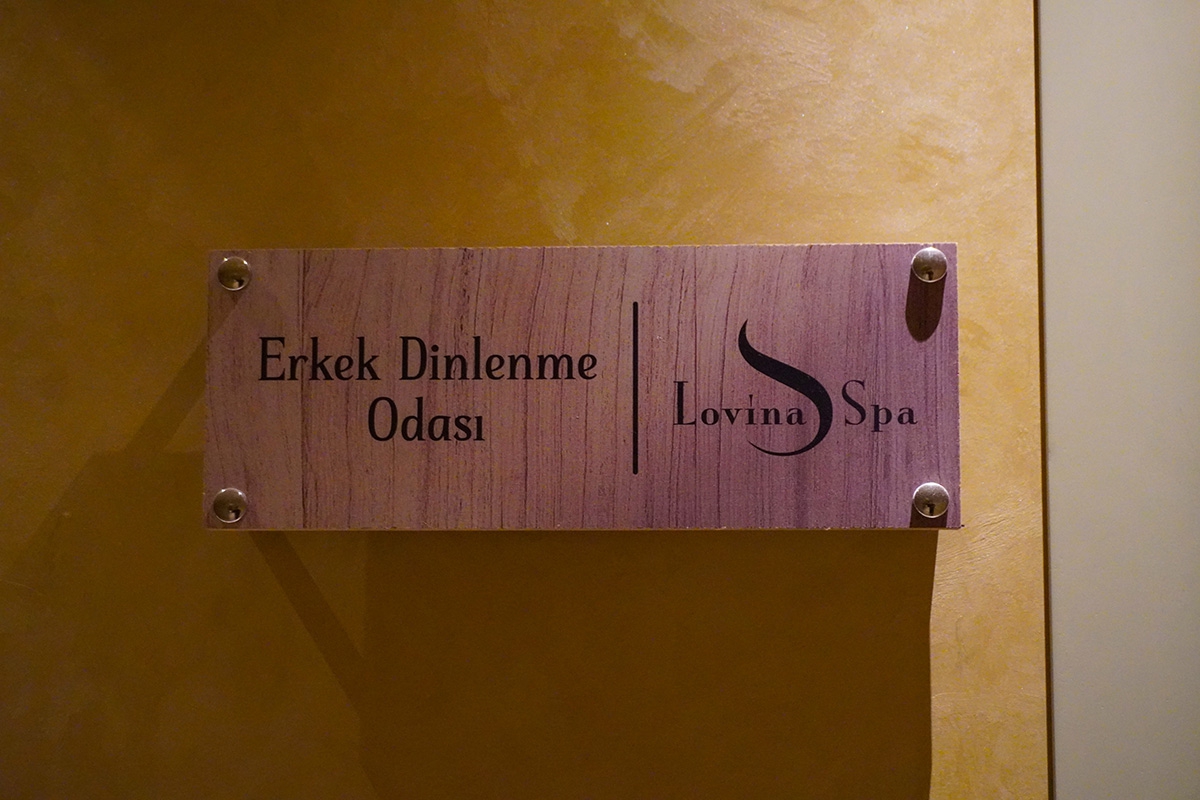 Erkek Dinlenme
Odası
Lovina Spa